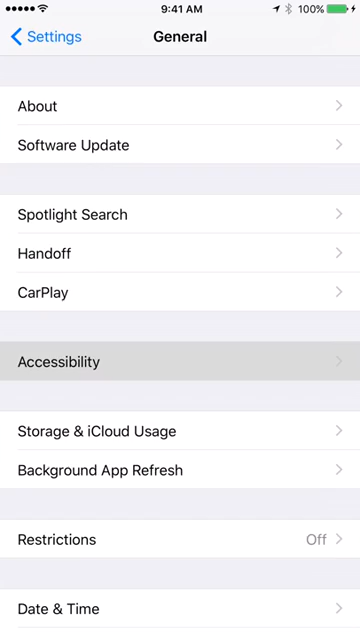 9:41 AM
100%
Settings
General
About
Software Update
Spotlight Search
Handoff
CarPlay
Accessibility
Storage & iCloud Usage
Background App Refresh
Restrictions Off
Date & Time